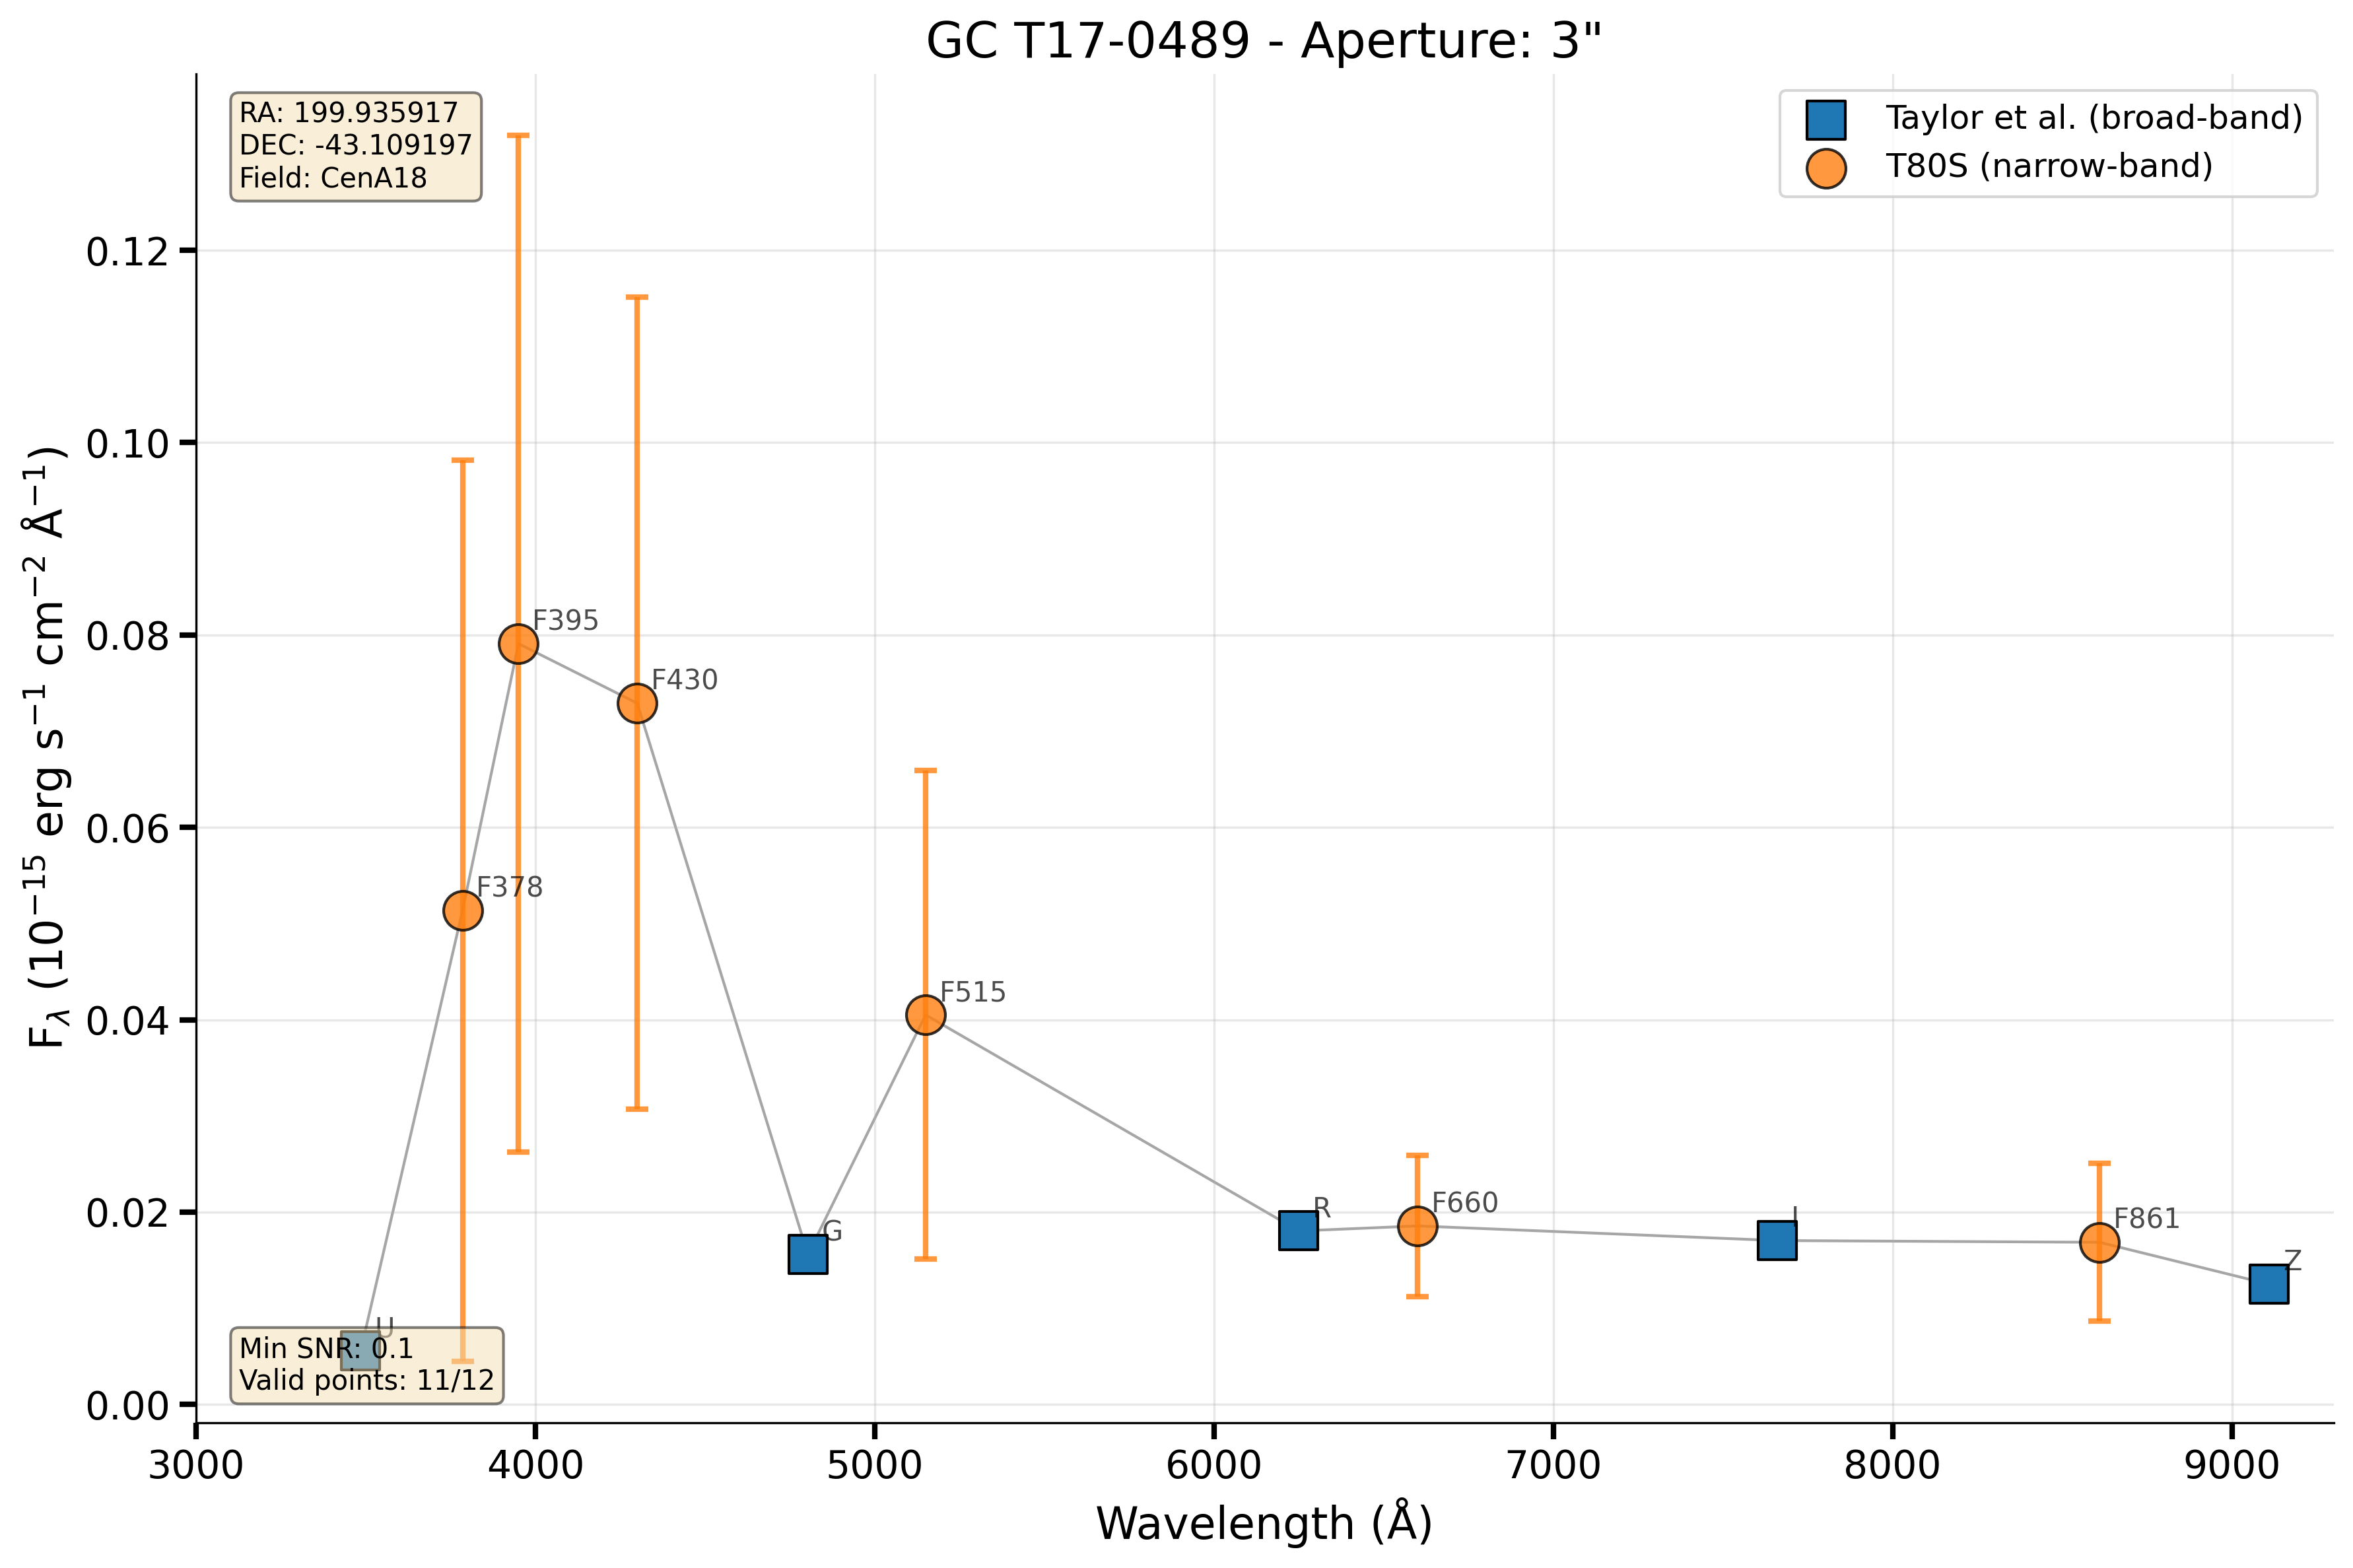 GC T17-0489 - Aperture: 3"
RA: 199.935917
DEC: -43.109197
Field: CenA18
Taylor et al. (broad-band)
T80S (narrow-band)
0.12
0.10
0.08
0.06
0.04
0.02
0.00
F_λ (10⁻¹⁵ erg s⁻¹ cm⁻² Å⁻¹)
F395
F430
F378
F515
G
R
F660
I
F861
Z
U
Min SNR: 0.1
Valid points: 11/12
3000 4000 5000 6000 7000 8000 9000
Wavelength (Å)